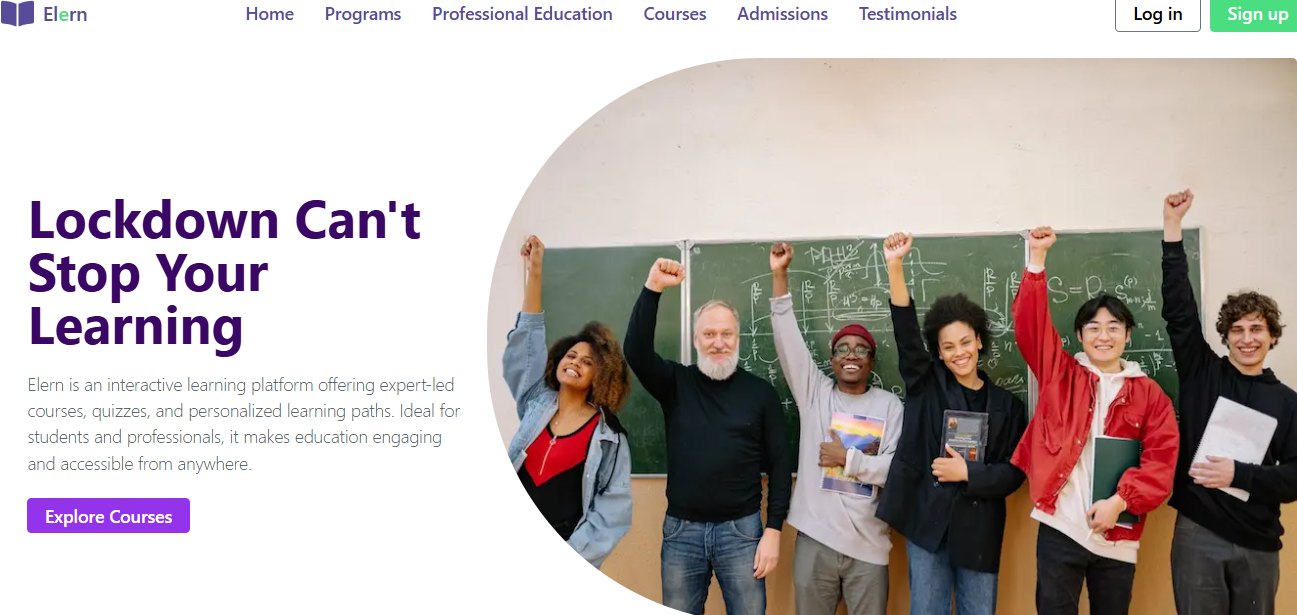 Elern
Home Programs Professional Education Courses Admissions Testimonials
Log in Sign up
Lockdown Can't
Stop Your
Learning
Elern is an interactive learning platform offering expert-led
courses, quizzes, and personalized learning paths. Ideal for
students and professionals, it makes education engaging
and accessible from anywhere.
Explore Courses